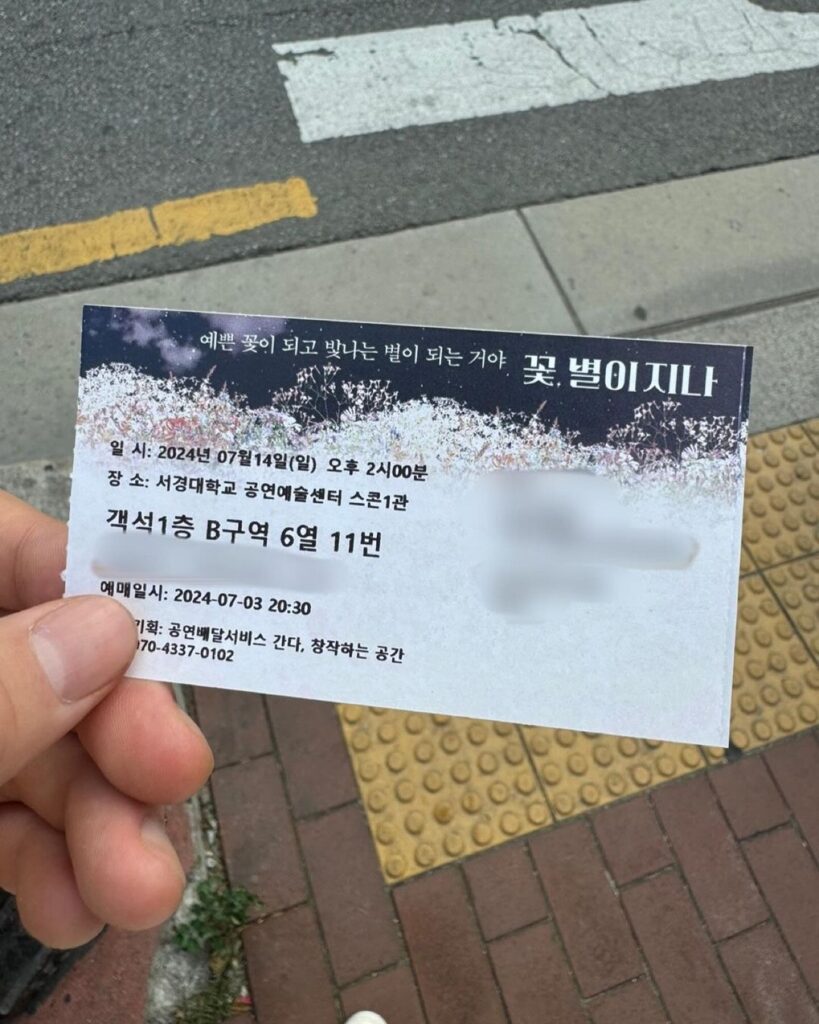 예쁜 꽃이 되고 빛나는 별이 되는 거야 꽃, 별이지나
일 시: 2024년 07월14일(일) 오후 2시00분
장 소: 서경대학교 공연예술센터 스콘1관
객석1층 B구역 6열 11번
예매일시: 2024-07-03 20:30
기획: 공연배달서비스 간다, 창작하는 공간
070-4337-0102